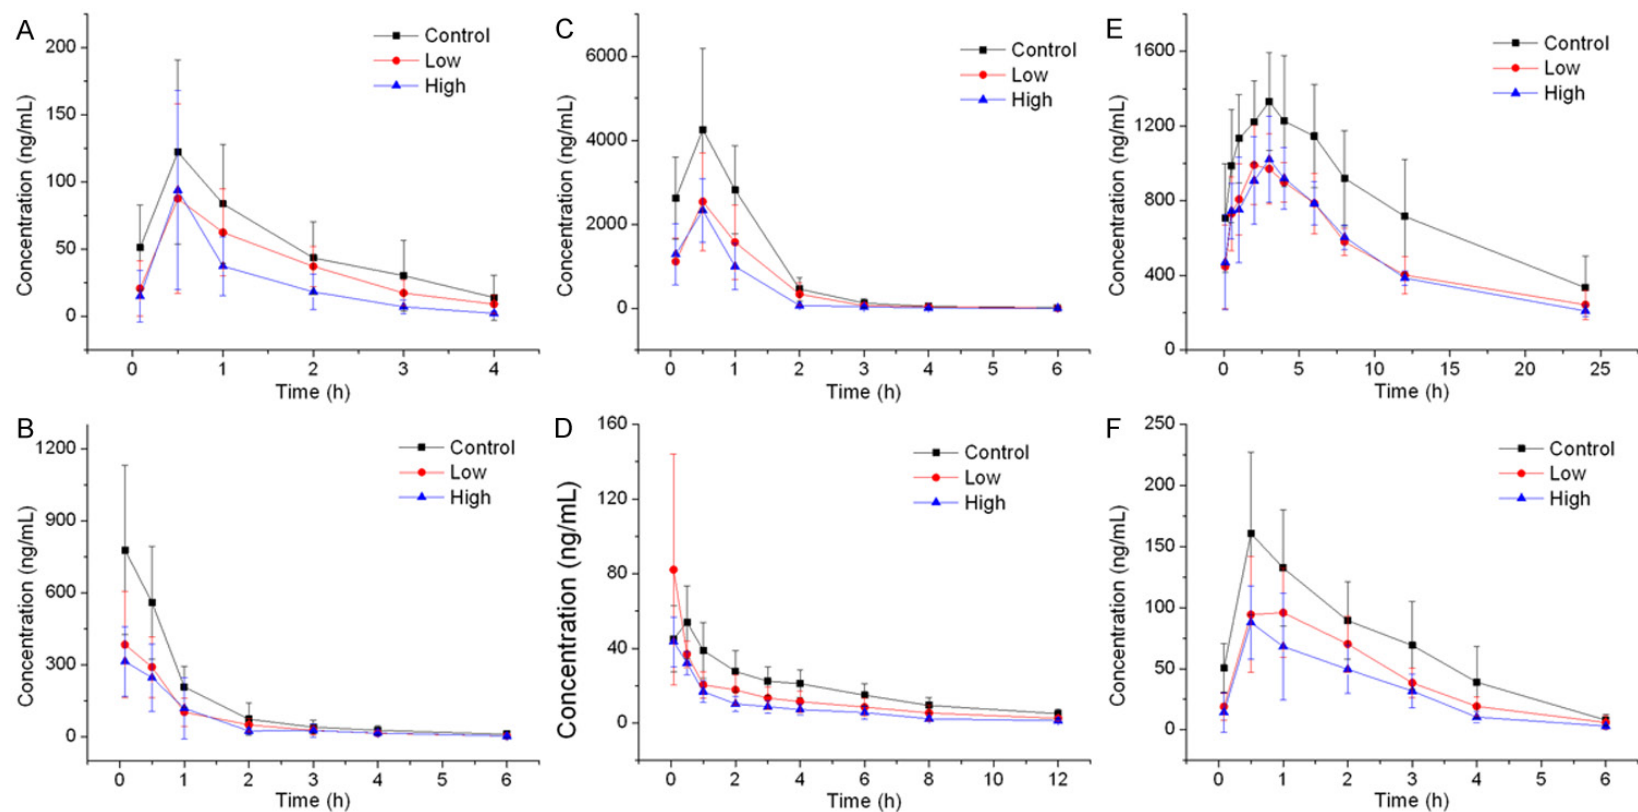 A
Control
Low
High
Concentration (ng/mL)
200
150
100
50
0
0 1 2 3 4
Time (h)
C
Control
Low
High
Concentration (ng/mL)
6000
4000
2000
0
0 1 2 3 4 5 6
Time (h)
E
Control
Low
High
Concentration (ng/mL)
1600
1200
800
400
0
0 5 10 15 20 25
Time (h)
B
Control
Low
High
Concentration (ng/mL)
1200
900
600
300
0
0 1 2 3 4 5 6
Time (h)
D
Control
Low
High
Concentration (ng/mL)
160
120
80
40
0
0 2 4 6 8 10 12
Time (h)
F
Control
Low
High
Concentration (ng/mL)
250
200
150
100
50
0
0 1 2 3 4 5 6
Time (h)